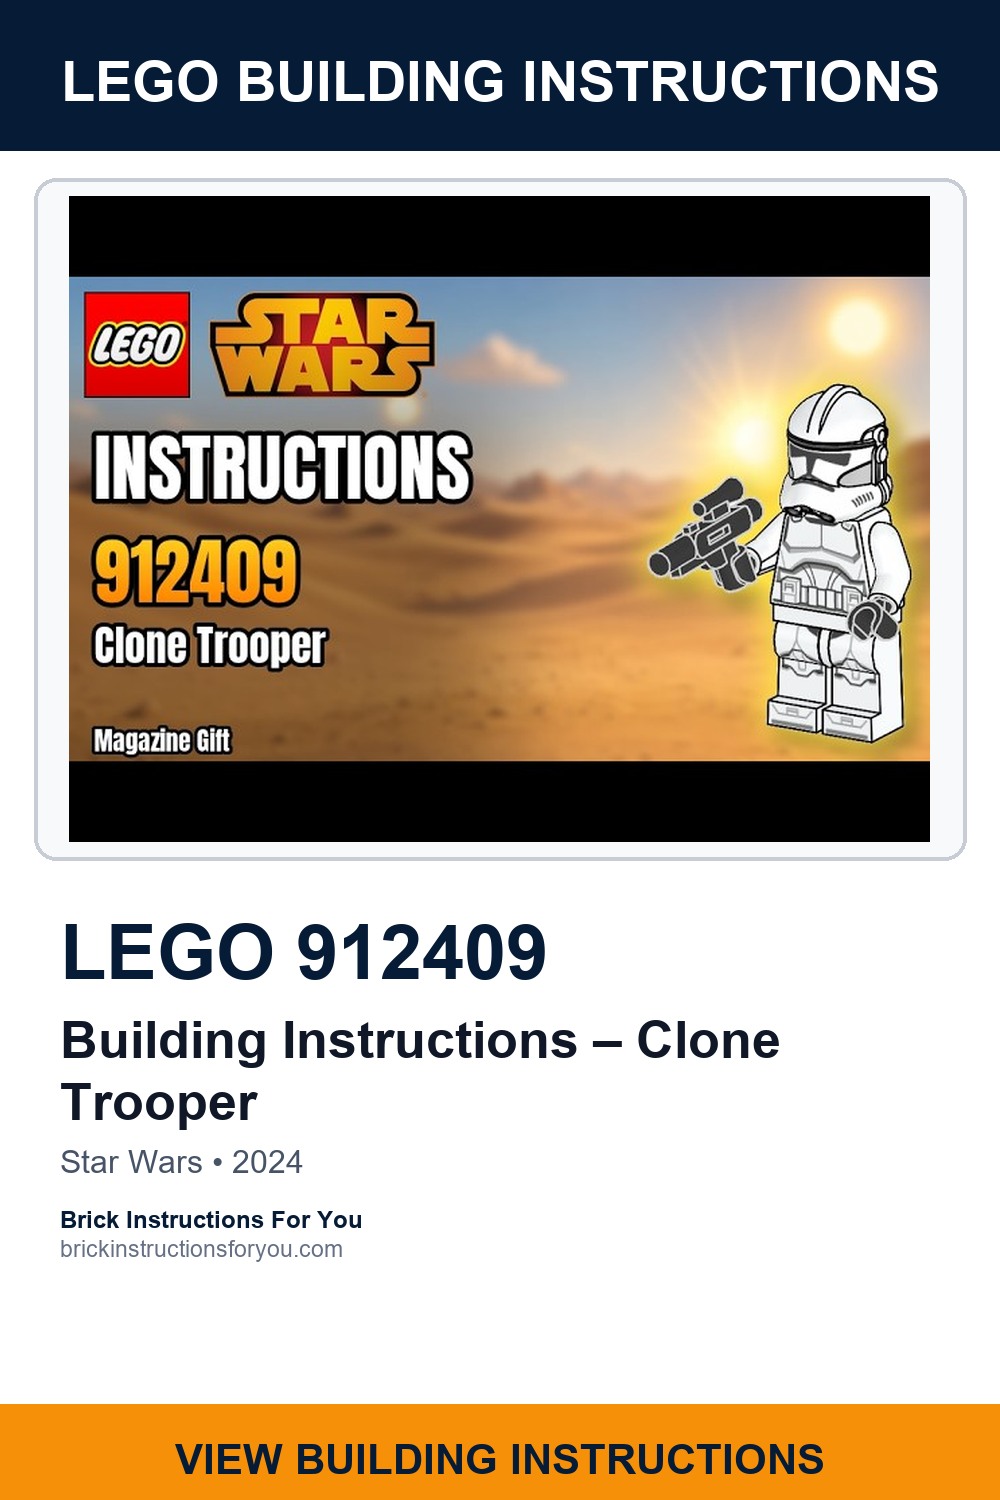 LEGO BUILDING INSTRUCTIONS
LEGO
STAR
WARS
INSTRUCTIONS
912409
Clone Trooper
Magazine Gift
LEGO 912409
Building Instructions – Clone
Trooper
Star Wars • 2024
Brick Instructions For You
brickinstructionsforyou.com
VIEW BUILDING INSTRUCTIONS